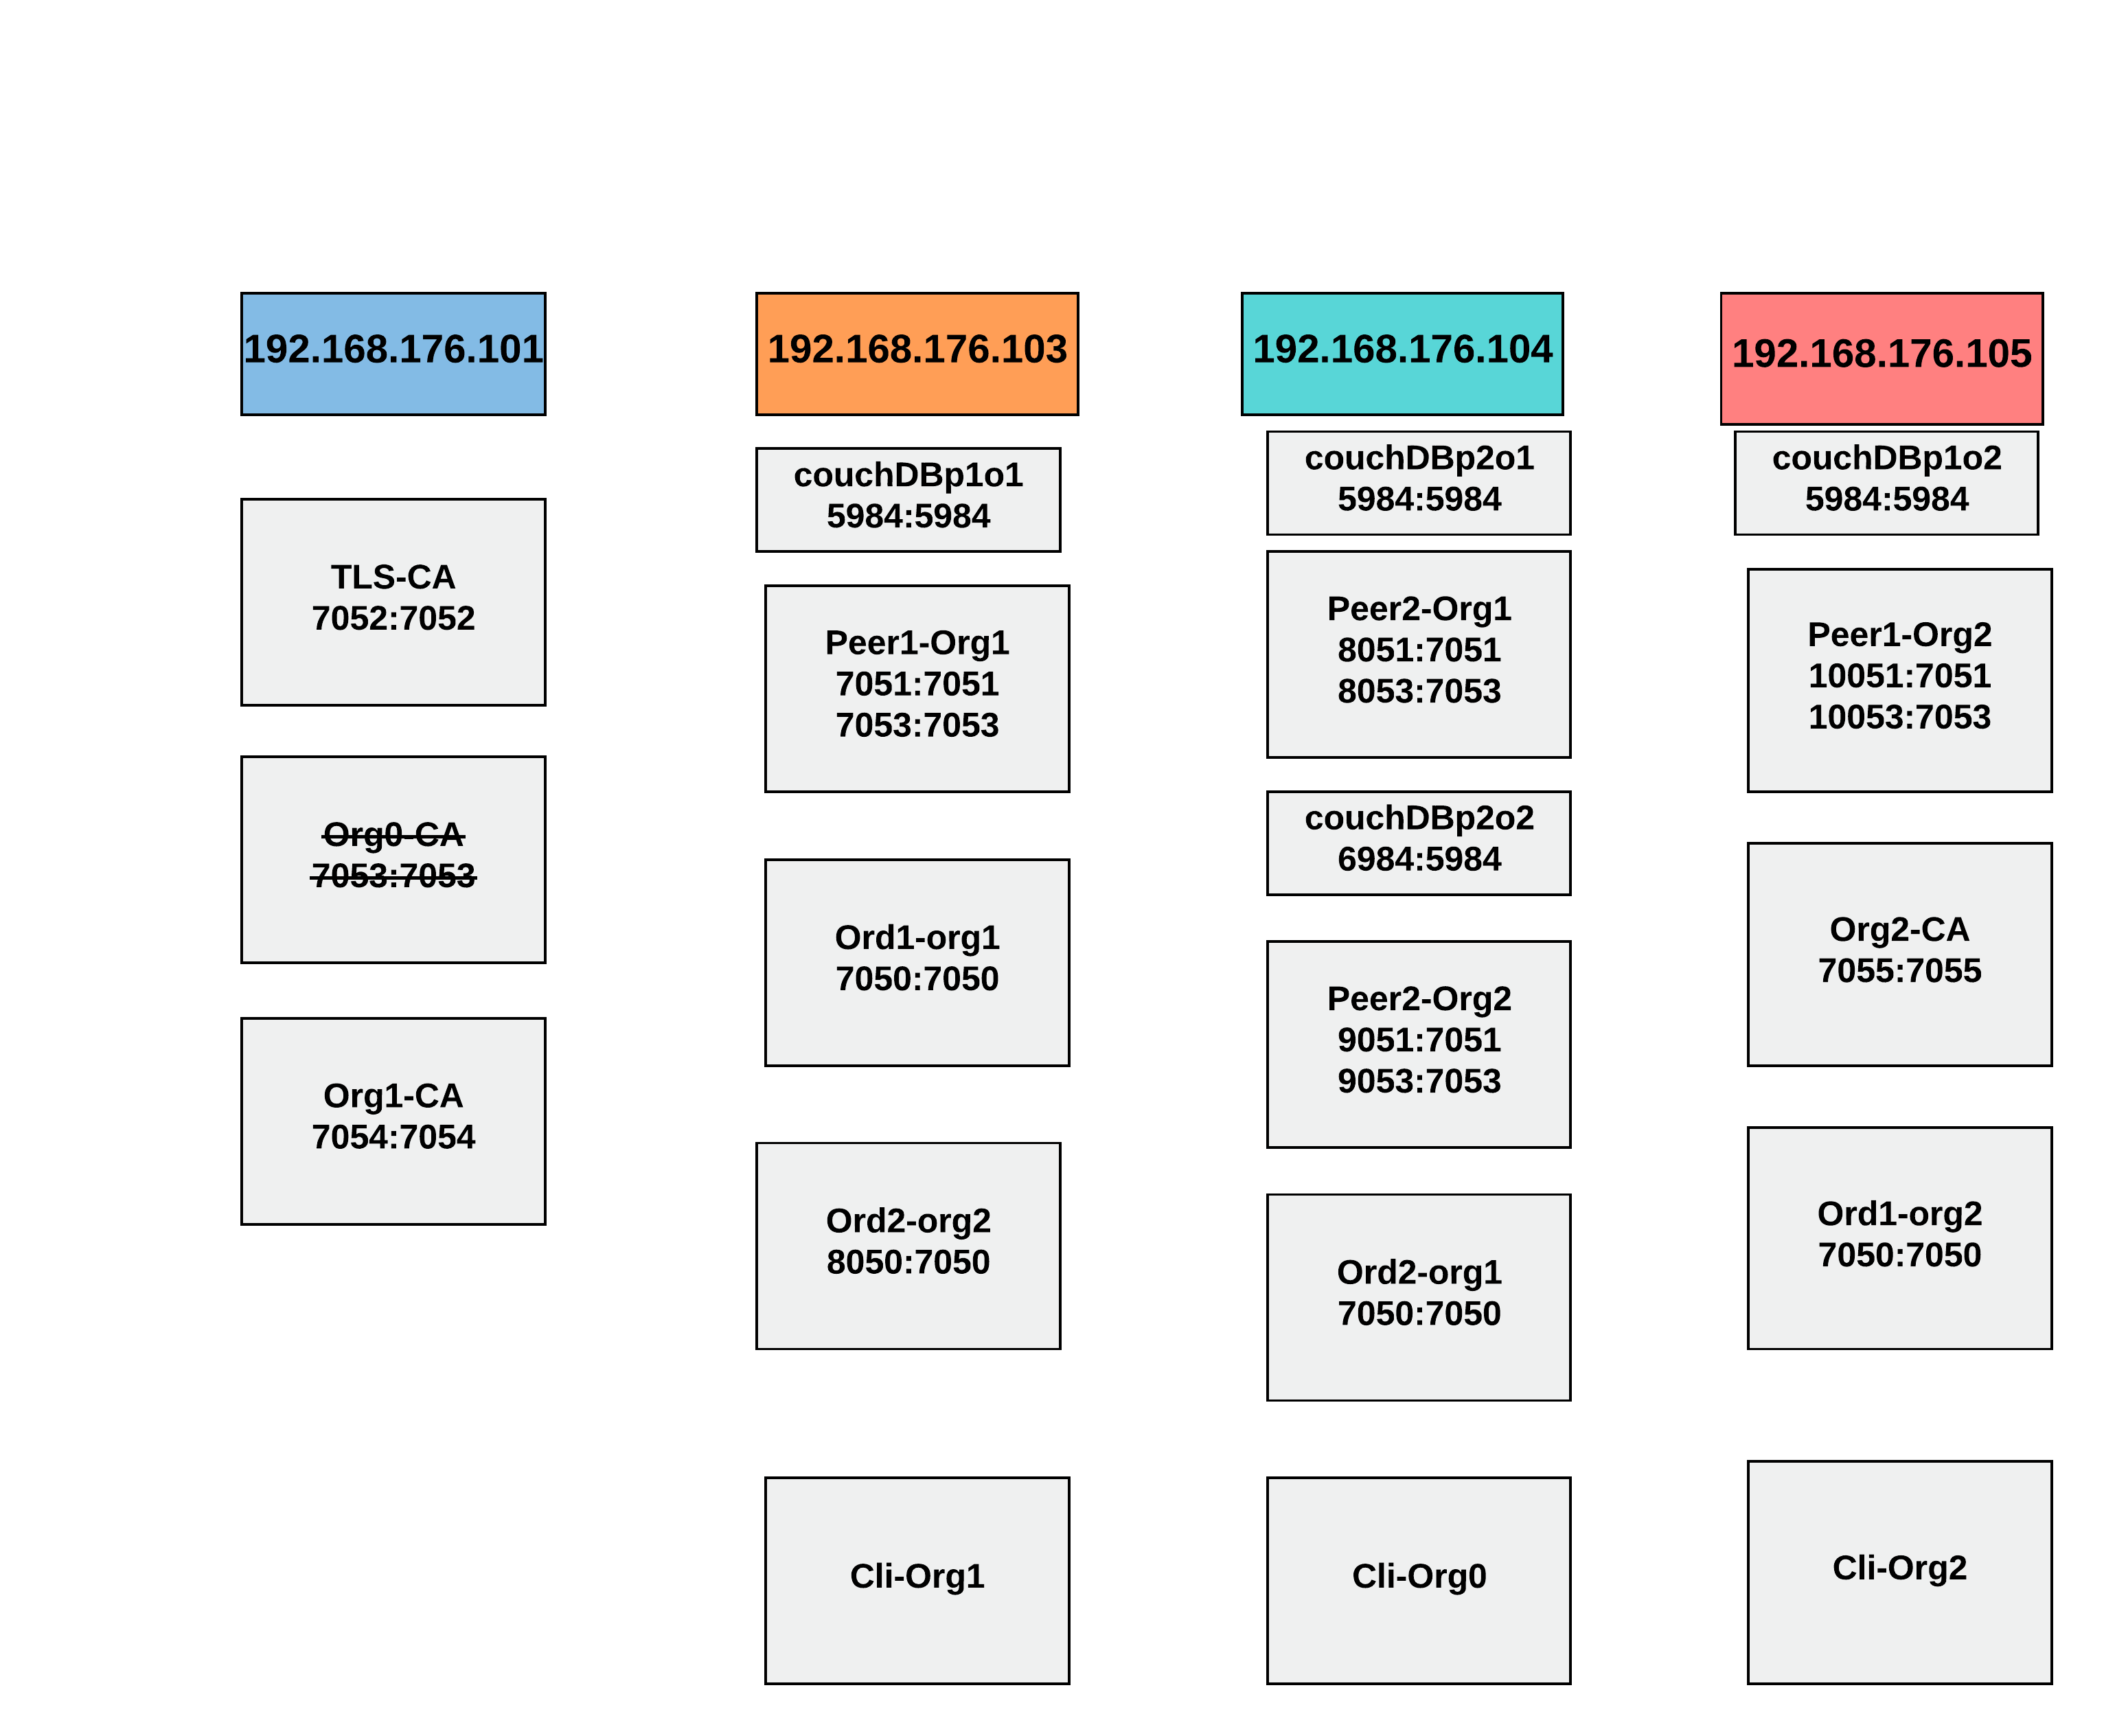 192.168.176.101
TLS-CA
7052:7052
Org0-CA
7053:7053
Org1-CA
7054:7054
192.168.176.103
couchDBp1o1
5984:5984
Peer1-Org1
7051:7051
7053:7053
Ord1-org1
7050:7050
Ord2-org2
8050:7050
Cli-Org1
192.168.176.104
couchDBp2o1
5984:5984
Peer2-Org1
8051:7051
8053:7053
couchDBp2o2
6984:5984
Peer2-Org2
9051:7051
9053:7053
Ord2-org1
7050:7050
Cli-Org0
192.168.176.105
couchDBp1o2
5984:5984
Peer1-Org2
10051:7051
10053:7053
Org2-CA
7055:7055
Ord1-org2
7050:7050
Cli-Org2